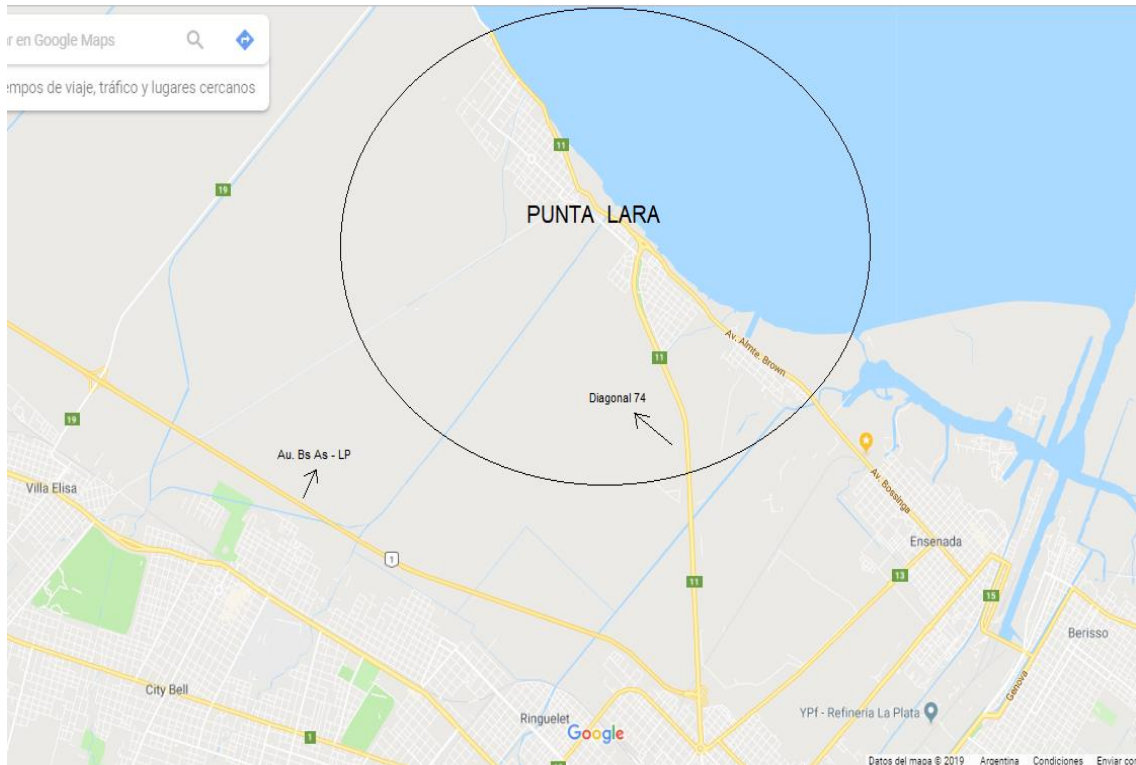 r en Google Maps
empos de viaje, tráfico y lugares cercanos
11
19
PUNTA LARA
Av. Almte. Brown
11
Diagonal 74
19
Au. Bs As - LP
Villa Elisa
Av. Bossinga
1
Ensenada
13
11
15
Berisso
City Bell
Genova
YPf - Refinería La Plata
Ringuelet
Google
1
Datos del mapa © 2019 Argentina Condiciones Enviar co